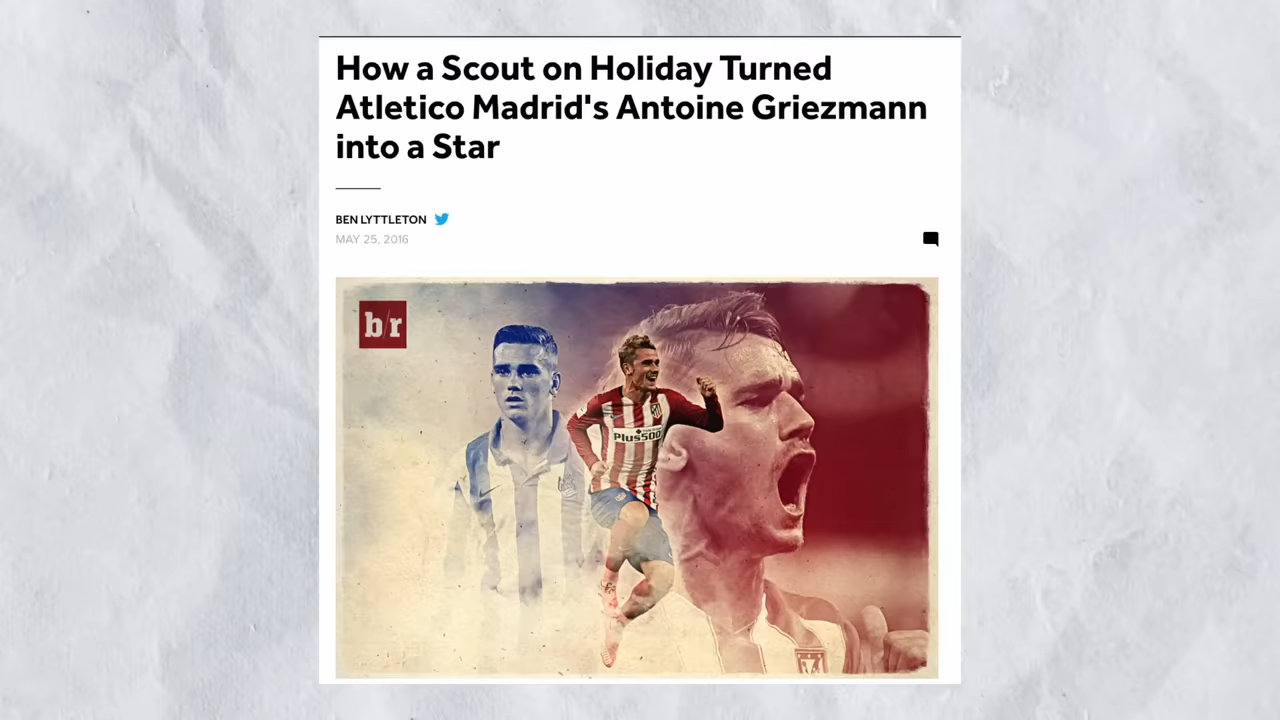 How a Scout on Holiday Turned
Atletico Madrid's Antoine Griezmann
into a Star
BEN LYTTLETON
MAY 25, 2016
b/r
Plus500